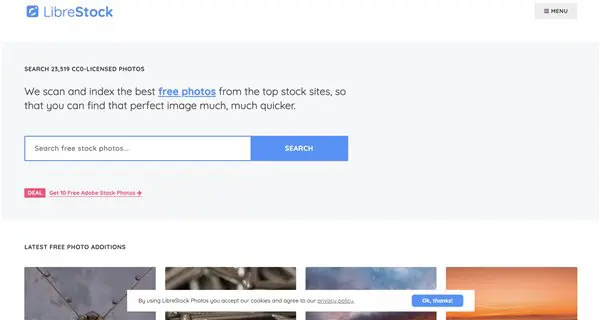 LibreStock
MENU
SEARCH 23,519 CC0-LICENSED PHOTOS
We scan and index the best free photos from the top stock sites, so
that you can find that perfect image much, much quicker.
Search free stock photos...
SEARCH
DEAL Get 10 Free Adobe Stock Photos →
LATEST FREE PHOTO ADDITIONS
By using LibreStock Photos you accept our cookies and agree to our privacy policy.
Ok, thanks!